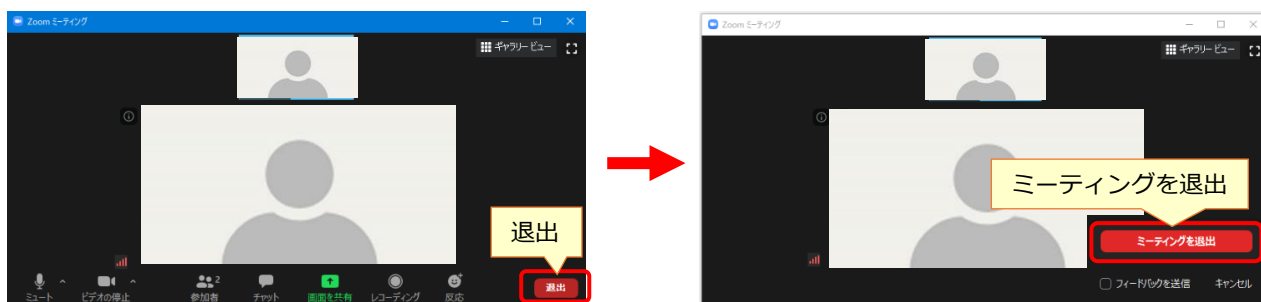 Zoom ミーティング
ギャラリー ビュー
退出
ミュート
ビデオの停止
参加者
2
チャット
画面を共有
レコーディング
反応
退出
Zoom ミーティング
ギャラリー ビュー
ミーティングを退出
ミーティングを退出
フィードバックを送信
キャンセル